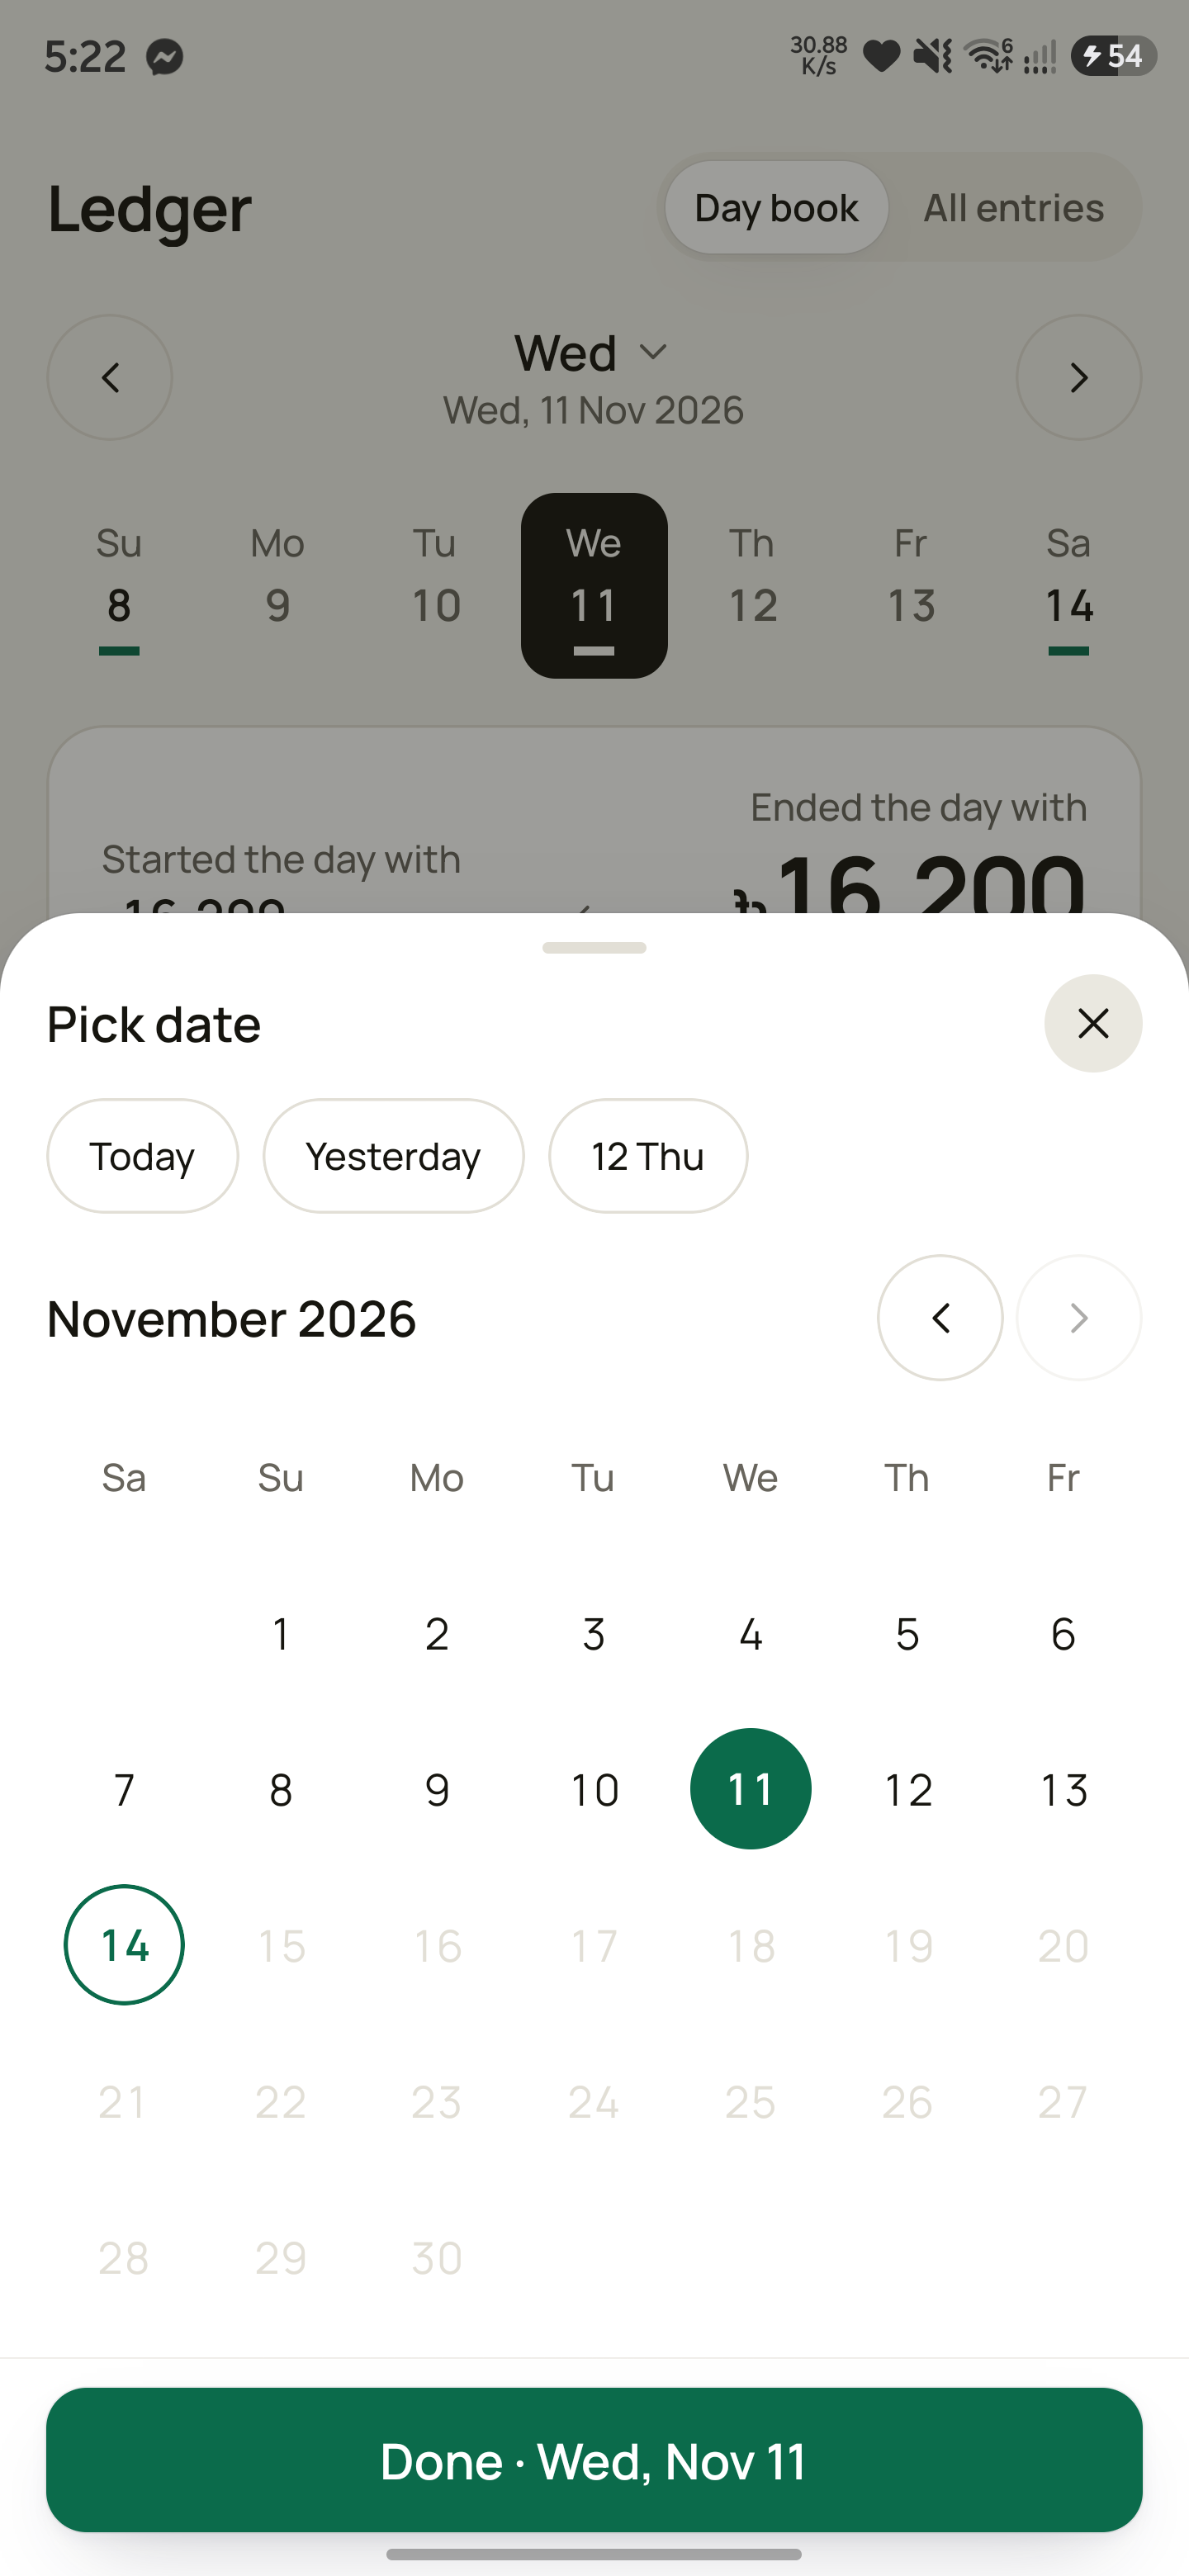 5:22
30.88
K/s
6
54
Ledger
Day book
All entries
Wed
Wed, 11 Nov 2026
Su Mo Tu We Th Fr Sa
8 9 10 11 12 13 14
Ended the day with
Started the day with
৳16,200
Pick date
Today
Yesterday
12 Thu
November 2026
Sa Su Mo Tu We Th Fr
1 2 3 4 5 6
7 8 9 10 11 12 13
14 15 16 17 18 19 20
21 22 23 24 25 26 27
28 29 30
Done · Wed, Nov 11